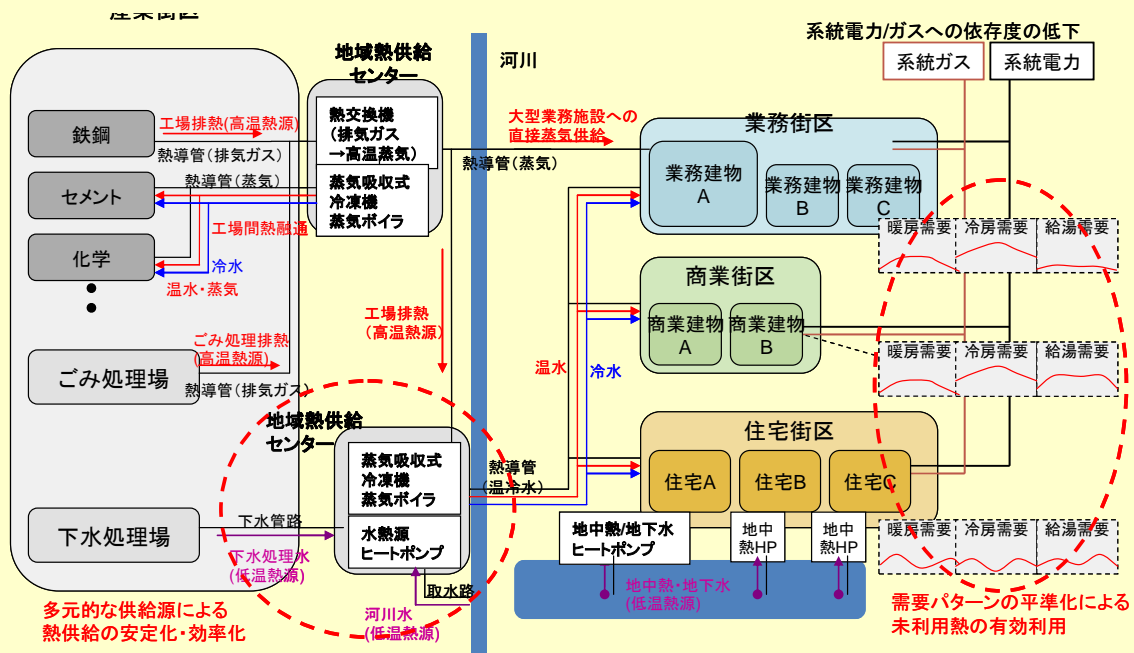 産業街区
地域熱供給
センター
河川
系統電力/ガスへの依存度の低下
系統ガス
系統電力
鉄鋼
工場排熱(高温熱源)
熱導管(排気ガス)
熱交換機
(排気ガス
→高温蒸気)
大型業務施設への
直接蒸気供給
熱導管(蒸気)
業務街区
業務建物
A
業務建物
B
業務建物
C
セメント
熱導管(蒸気)
蒸気吸収式
冷凍機
蒸気ボイラ
工場間熱融通
化学
冷水
温水・蒸気
暖房需要
冷房需要
給湯需要
商業街区
商業建物
A
商業建物
B
工場排熱
(高温熱源)
ごみ処理排熱
(高温熱源)
ごみ処理場
熱導管(排気ガス)
温水
冷水
暖房需要
冷房需要
給湯需要
地域熱供給
センター
蒸気吸収式
冷凍機
蒸気ボイラ
熱導管
(温冷水)
住宅街区
住宅A
住宅B
住宅C
下水処理場
下水管路
下水処理水
(低温熱源)
水熱源
ヒートポンプ
地中熱/地下水
ヒートポンプ
地中
熱HP
地中
熱HP
暖房需要
冷房需要
給湯需要
取水路
河川水
(低温熱源)
地中熱・地下水
(低温熱源)
多元的な供給源による
熱供給の安定化・効率化
需要パターンの平準化による
未利用熱の有効利用